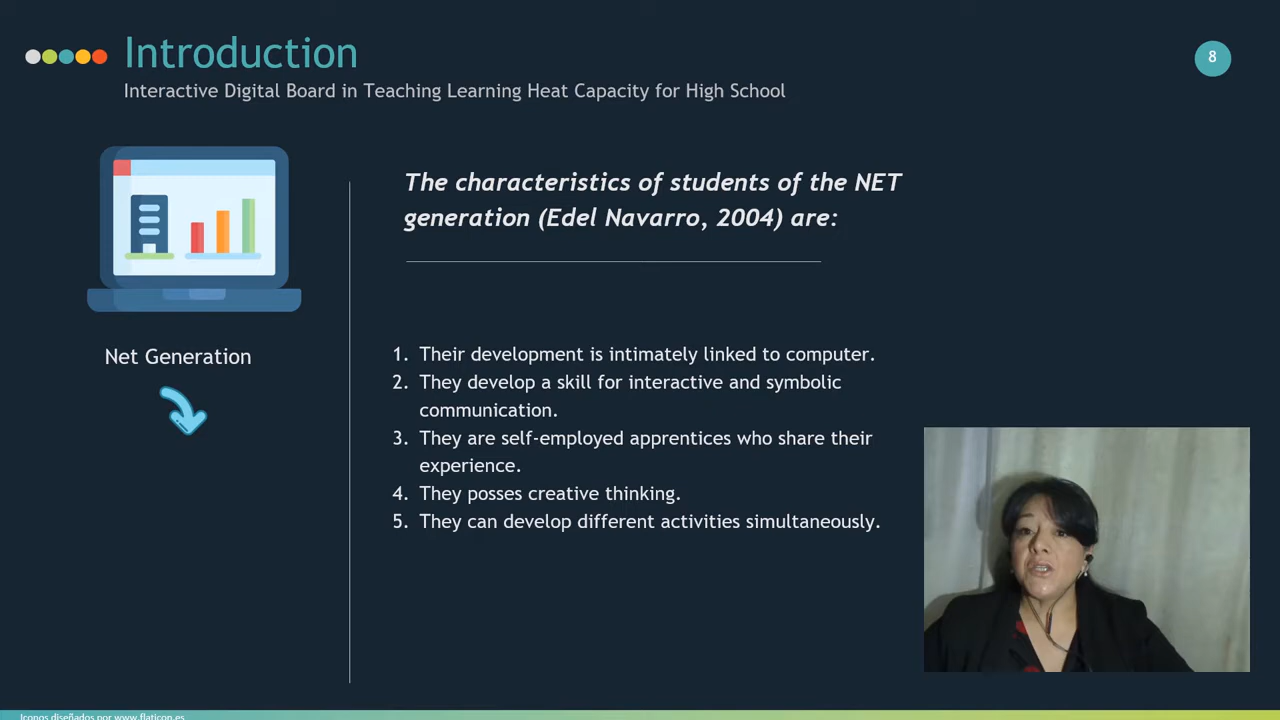 Introduction
8
Interactive Digital Board in Teaching Learning Heat Capacity for High School
The characteristics of students of the NET
generation (Edel Navarro, 2004) are:
Net Generation
1. Their development is intimately linked to computer.
2. They develop a skill for interactive and symbolic
communication.
3. They are self-employed apprentices who share their
experience.
4. They posses creative thinking.
5. They can develop different activities simultaneously.
Iconos diseñados por www.flaticon.es